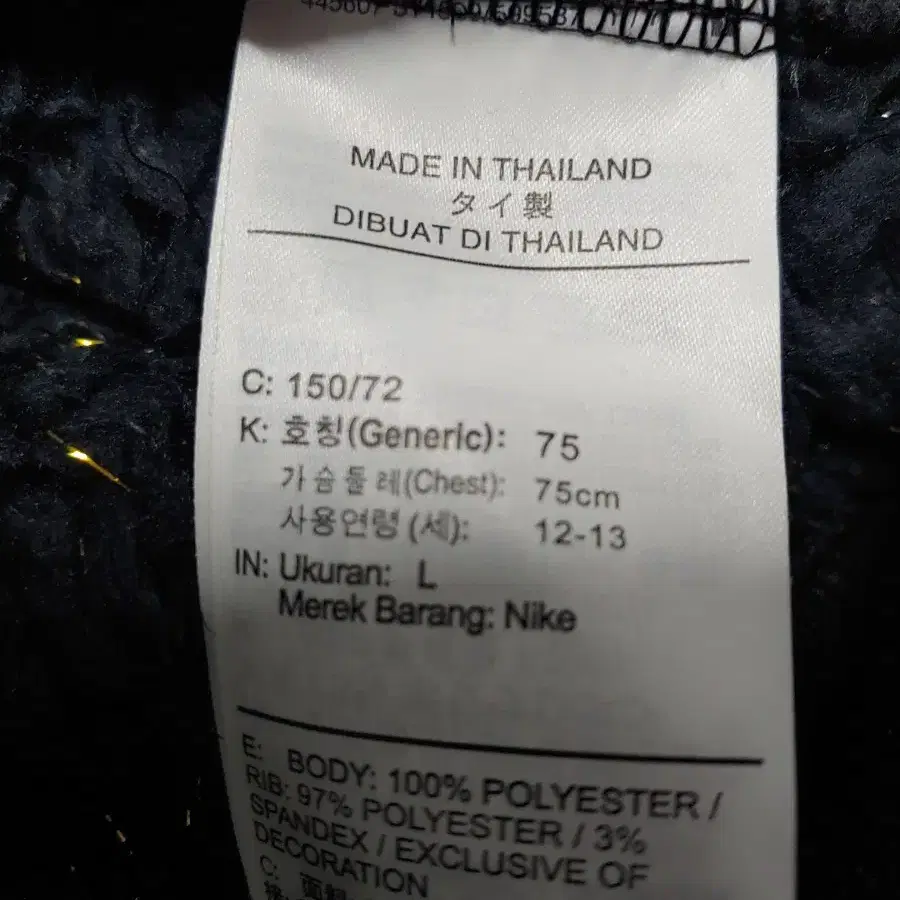 MADE IN THAILAND
タイ製
DIBUAT DI THAILAND
C: 150/72
K: 호칭(Generic): 75
가슴둘레(Chest): 75cm
사용연령 (세): 12-13
IN: Ukuran: L
Merek Barang: Nike
E: BODY: 100% POLYESTER /
RIB: 97% POLYESTER / 3%
SPANDEX / EXCLUSIVE OF
DECORATION
C: 面料